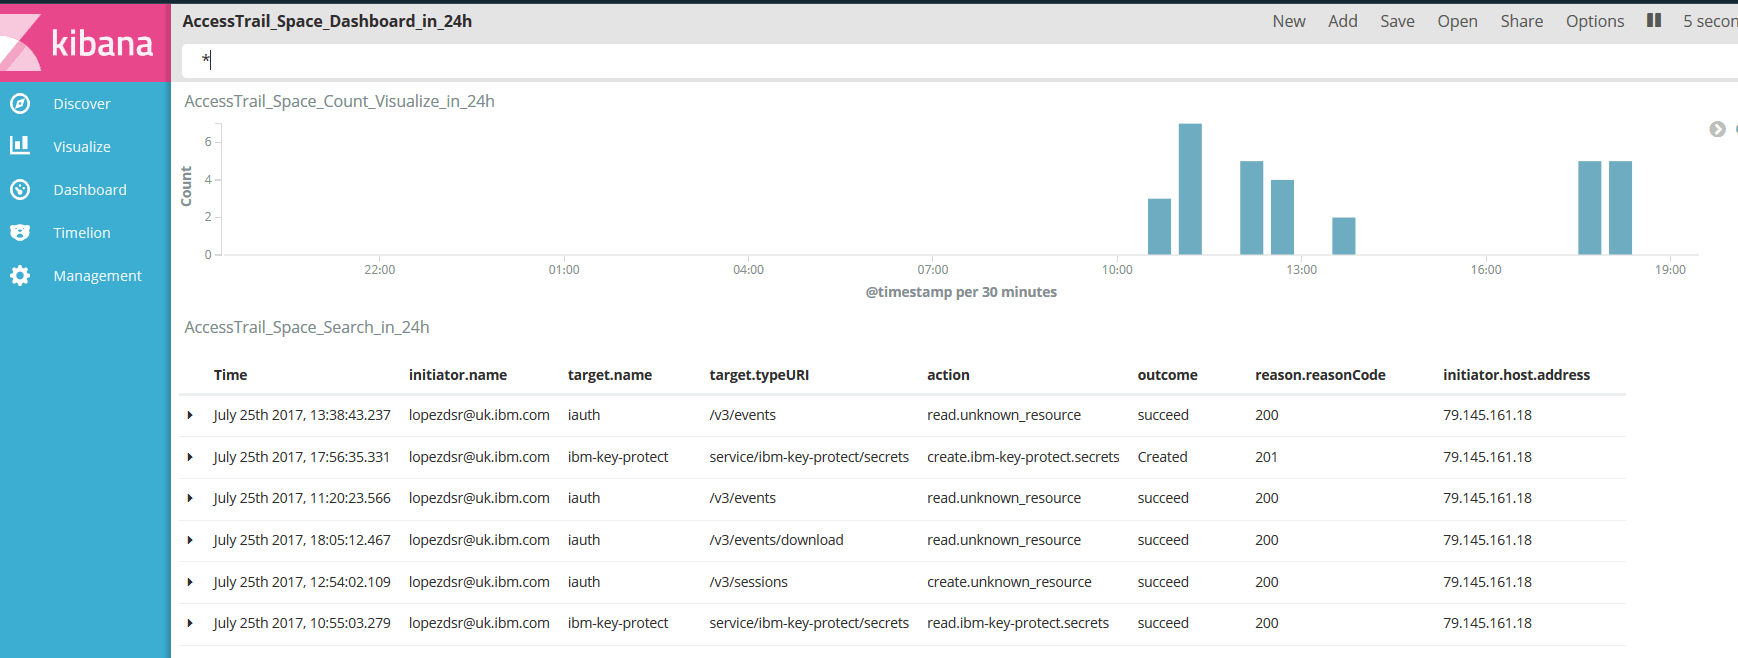 AccessTrail_Space_Dashboard_in_24h New Add Save Open Share Options
kibana
*
Discover
Visualize
Dashboard
Timelion
Management
AccessTrail_Space_Count_Visualize_in_24h
Count
6
4
2
0
22:00 01:00 04:00 07:00 10:00 13:00 16:00 19:00
@timestamp per 30 minutes
AccessTrail_Space_Search_in_24h
Time initiator.name target.name target.typeURI action outcome reason.reasonCode initiator.host.address
July 25th 2017, 13:38:43.237 lopezdsr@uk.ibm.com iauth /v3/events read.unknown_resource succeed 200 79.145.161.18
July 25th 2017, 17:56:35.331 lopezdsr@uk.ibm.com ibm-key-protect service/ibm-key-protect/secrets create.ibm-key-protect.secrets Created 201 79.145.161.18
July 25th 2017, 11:20:23.566 lopezdsr@uk.ibm.com iauth /v3/events read.unknown_resource succeed 200 79.145.161.18
July 25th 2017, 18:05:12.467 lopezdsr@uk.ibm.com iauth /v3/events/download read.unknown_resource succeed 200 79.145.161.18
July 25th 2017, 12:54:02.109 lopezdsr@uk.ibm.com iauth /v3/sessions create.unknown_resource succeed 200 79.145.161.18
July 25th 2017, 10:55:03.279 lopezdsr@uk.ibm.com ibm-key-protect service/ibm-key-protect/secrets read.ibm-key-protect.secrets succeed 200 79.145.161.18